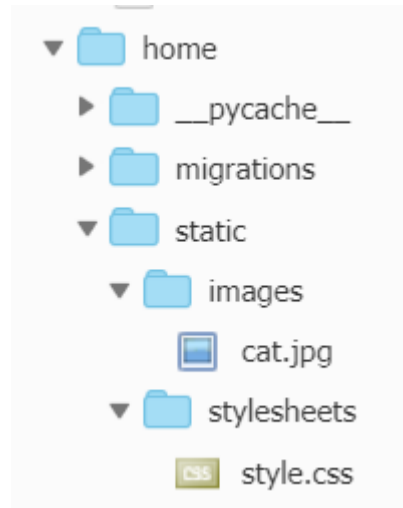 home
__pycache__
migrations
static
images
cat.jpg
stylesheets
CSS
style.css